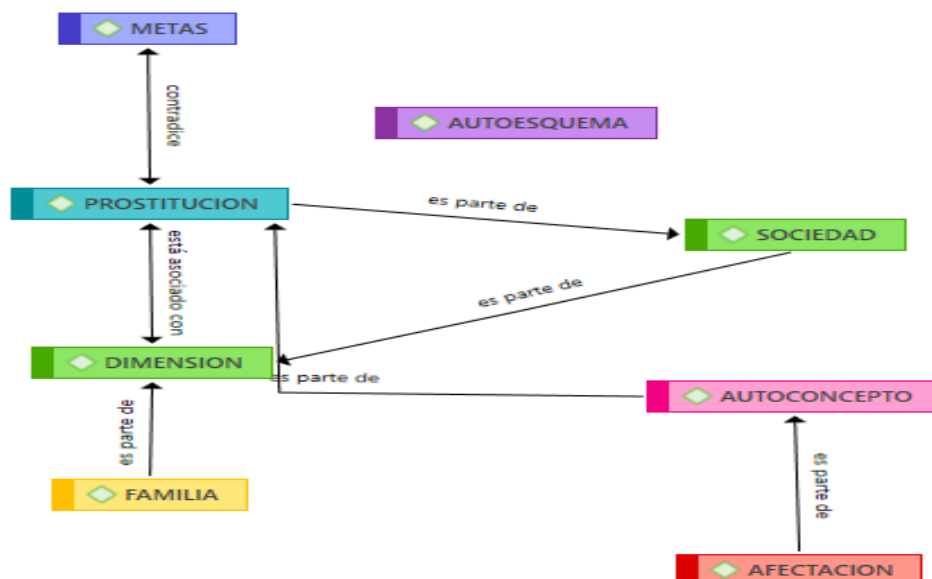 METAS
contradice
AUTOESQUEMA
PROSTITUCION
es parte de
SOCIEDAD
está asociado con
es parte de
DIMENSION
es parte de
AUTOCONCEPTO
es parte de
FAMILIA
es parte de
AFECTACION